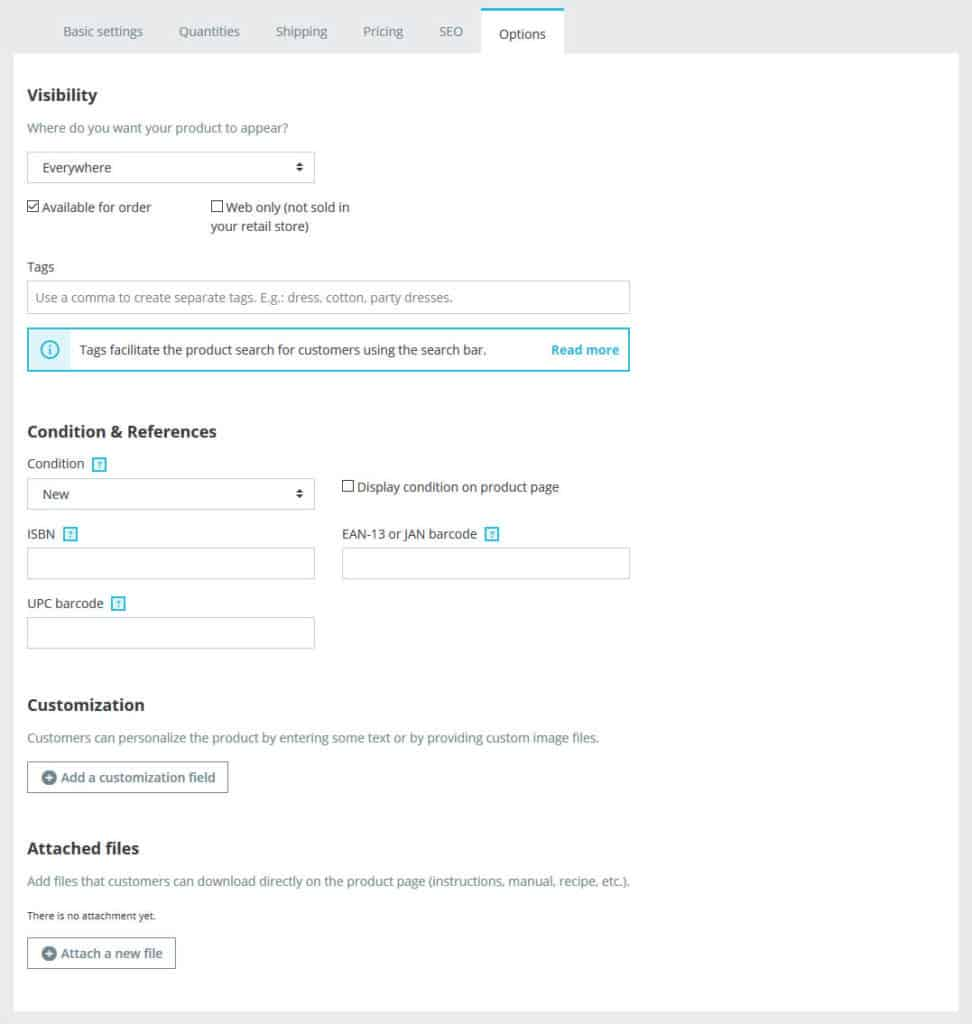 Basic settings Quantities Shipping Pricing SEO Options
Visibility
Where do you want your product to appear?
Everywhere
Available for order Web only (not sold in
your retail store)
Tags
Use a comma to create separate tags. E.g.: dress, cotton, party dresses.
Tags facilitate the product search for customers using the search bar. Read more
Condition & References
Condition ?
New Display condition on product page
ISBN ? EAN-13 or JAN barcode ?
UPC barcode ?
Customization
Customers can personalize the product by entering some text or by providing custom image files.
Add a customization field
Attached files
Add files that customers can download directly on the product page (instructions, manual, recipe, etc.).
There is no attachment yet.
Attach a new file